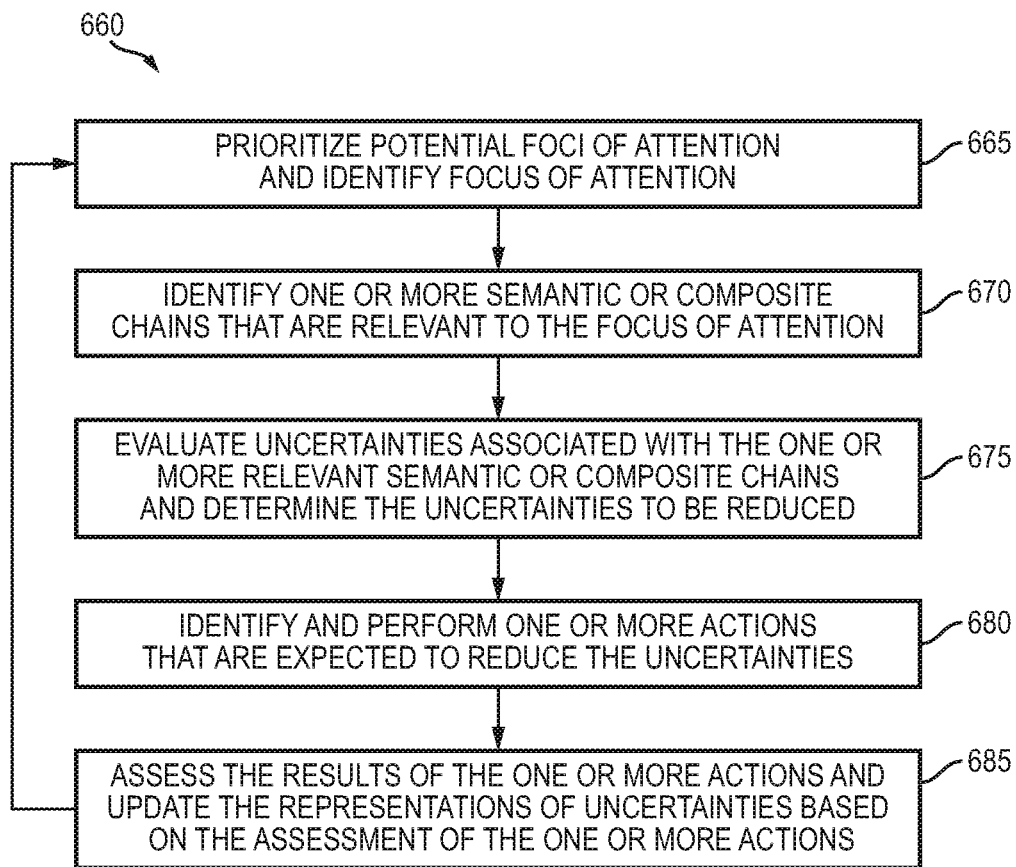 660
PRIORITIZE POTENTIAL FOCI OF ATTENTION
AND IDENTIFY FOCUS OF ATTENTION
665
IDENTIFY ONE OR MORE SEMANTIC OR COMPOSITE
CHAINS THAT ARE RELEVANT TO THE FOCUS OF ATTENTION
670
EVALUATE UNCERTAINTIES ASSOCIATED WITH THE ONE OR
MORE RELEVANT SEMANTIC OR COMPOSITE CHAINS
AND DETERMINE THE UNCERTAINTIES TO BE REDUCED
675
IDENTIFY AND PERFORM ONE OR MORE ACTIONS
THAT ARE EXPECTED TO REDUCE THE UNCERTAINTIES
680
ASSESS THE RESULTS OF THE ONE OR MORE ACTIONS AND
UPDATE THE REPRESENTATIONS OF UNCERTAINTIES BASED
ON THE ASSESSMENT OF THE ONE OR MORE ACTIONS
685